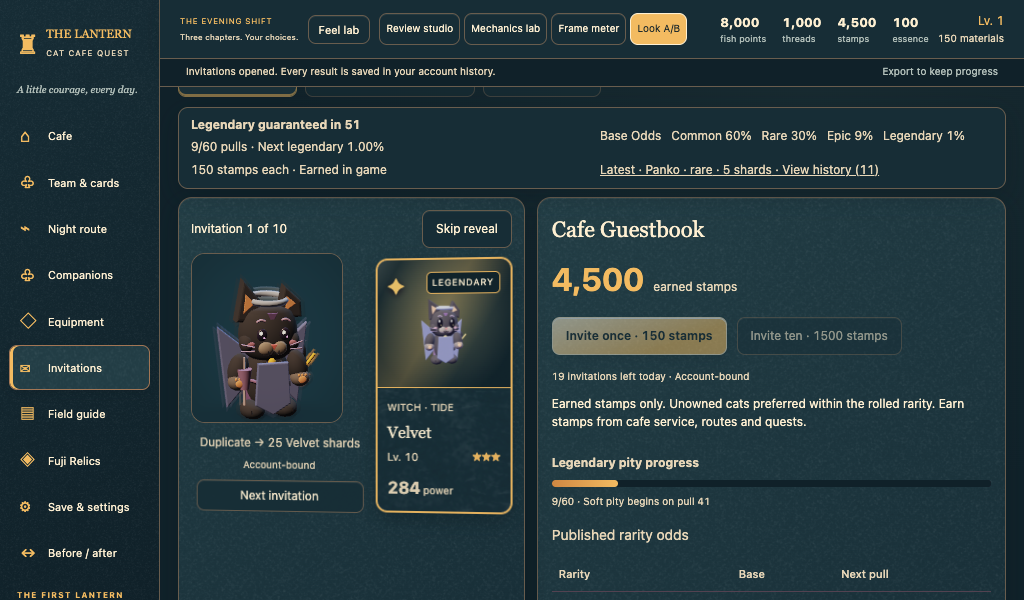 THE LANTERN
CAT CAFE QUEST
A little courage, every day.
Cafe
Team & cards
Night route
Companions
Equipment
Invitations
Field guide
Fuji Relics
Save & settings
Before / after
THE FIRST LANTERN
THE EVENING SHIFT
Three chapters. Your choices.
Feel lab
Review studio
Mechanics lab
Frame meter
Look A/B
8,000
fish points
1,000
threads
4,500
stamps
100
essence
Lv. 1
150 materials
Invitations opened. Every result is saved in your account history.
Export to keep progress
Legendary guaranteed in 51
9/60 pulls · Next legendary 1.00%
150 stamps each · Earned in game
Base Odds Common 60% Rare 30% Epic 9% Legendary 1%
Latest · Panko · rare · 5 shards · View history (11)
Invitation 1 of 10
Skip reveal
LEGENDARY
WITCH · TIDE
Velvet
Lv. 10 ★★★
284 power
Duplicate → 25 Velvet shards
Account-bound
Next invitation
Cafe Guestbook
4,500 earned stamps
Invite once · 150 stamps
Invite ten · 1500 stamps
19 invitations left today · Account-bound
Earned stamps only. Unowned cats preferred within the rolled rarity. Earn
stamps from cafe service, routes and quests.
Legendary pity progress
9/60 · Soft pity begins on pull 41
Published rarity odds
Rarity Base Next pull